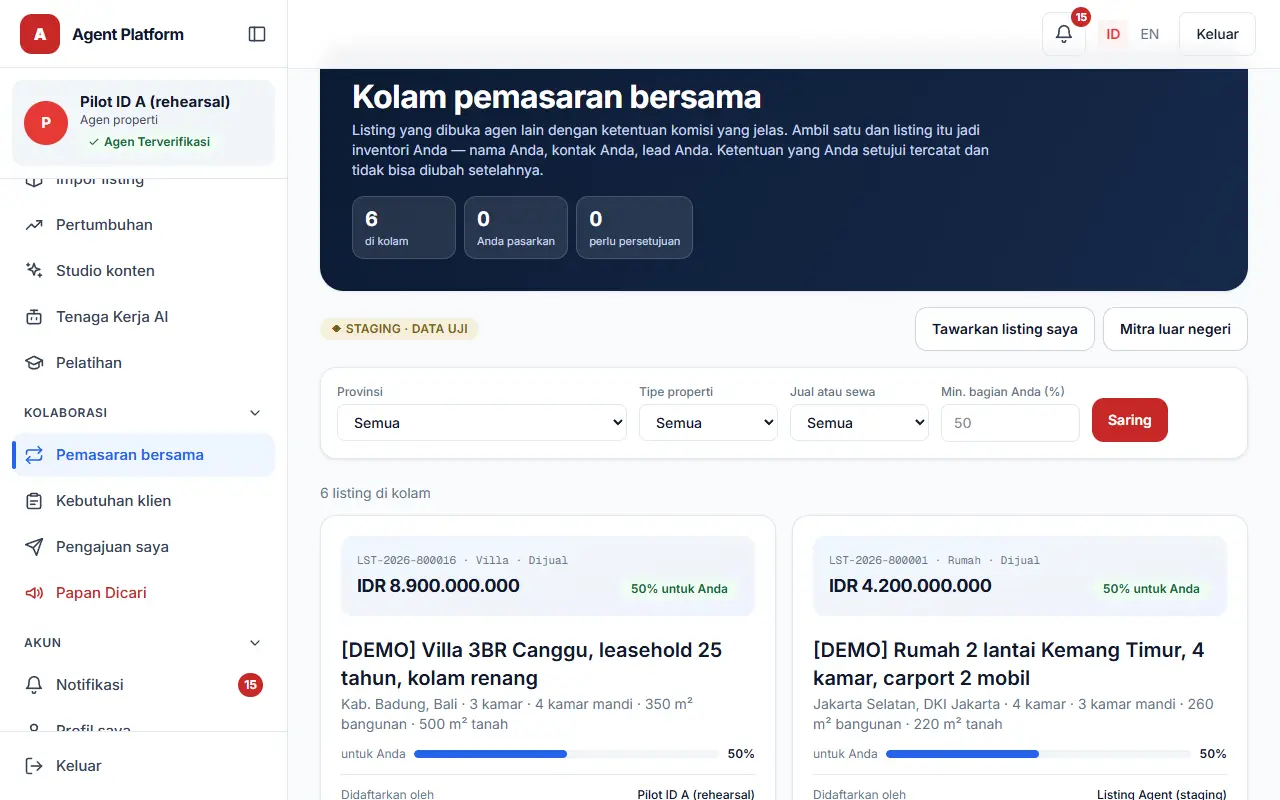 A
Agent Platform
15
ID
EN
Keluar
P
Pilot ID A (rehearsal)
Agen properti
Agen Terverifikasi
Impor listing
Pertumbuhan
Studio konten
Tenaga Kerja AI
Pelatihan
KOLABORASI
Pemasaran bersama
Kebutuhan klien
Pengajuan saya
Papan Dicari
AKUN
Notifikasi
15
Profil saya
Keluar
Kolam pemasaran bersama
Listing yang dibuka agen lain dengan ketentuan komisi yang jelas. Ambil satu dan listing itu jadi
inventori Anda — nama Anda, kontak Anda, lead Anda. Ketentuan yang Anda setujui tercatat dan
tidak bisa diubah setelahnya.
6
di kolam
0
Anda pasarkan
0
perlu persetujuan
◆ STAGING · DATA UJI
Tawarkan listing saya
Mitra luar negeri
Provinsi
Semua
Tipe properti
Semua
Jual atau sewa
Semua
Min. bagian Anda (%)
50
Saring
6 listing di kolam
LST-2026-800016 · Villa · Dijual
IDR 8.900.000.000
50% untuk Anda
[DEMO] Villa 3BR Canggu, leasehold 25
tahun, kolam renang
Kab. Badung, Bali · 3 kamar · 4 kamar mandi · 350 m²
bangunan · 500 m² tanah
untuk Anda
50%
Didaftarkan oleh
Pilot ID A (rehearsal)
LST-2026-800001 · Rumah · Dijual
IDR 4.200.000.000
50% untuk Anda
[DEMO] Rumah 2 lantai Kemang Timur, 4
kamar, carport 2 mobil
Jakarta Selatan, DKI Jakarta · 4 kamar · 3 kamar mandi · 260
m² bangunan · 220 m² tanah
untuk Anda
50%
Didaftarkan oleh
Listing Agent (staging)